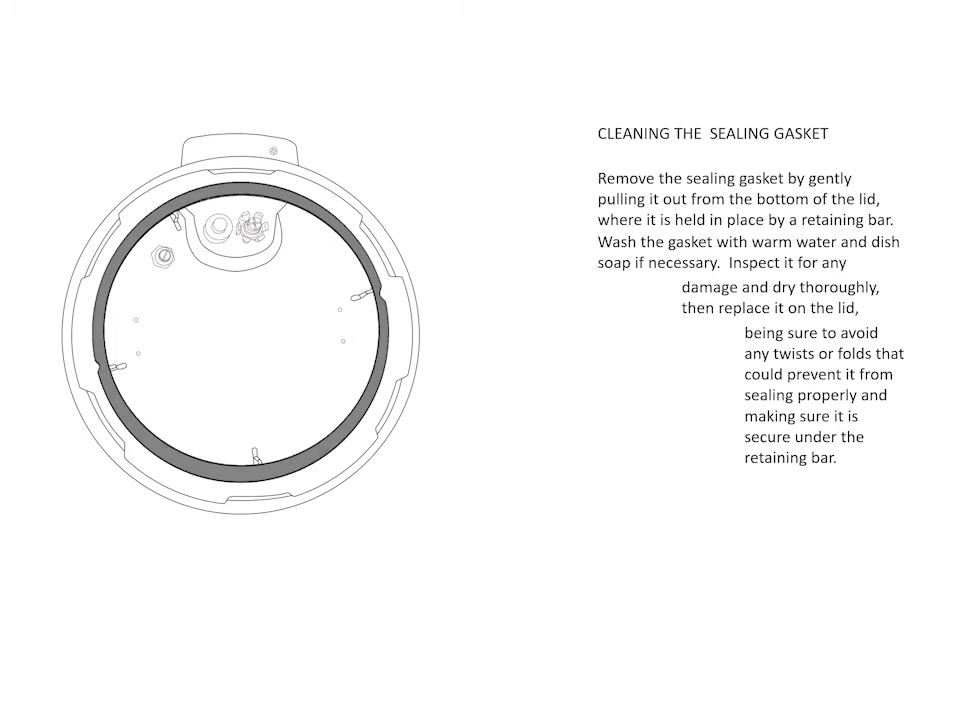 CLEANING THE  SEALING GASKET
Remove the sealing gasket by gently
pulling it out from the bottom of the lid,
where it is held in place by a retaining bar.
Wash the gasket with warm water and dish
soap if necessary.  Inspect it for any
damage and dry thoroughly,
then replace it on the lid,
being sure to avoid
any twists or folds that
could prevent it from
sealing properly and
making sure it is
secure under the
retaining bar.